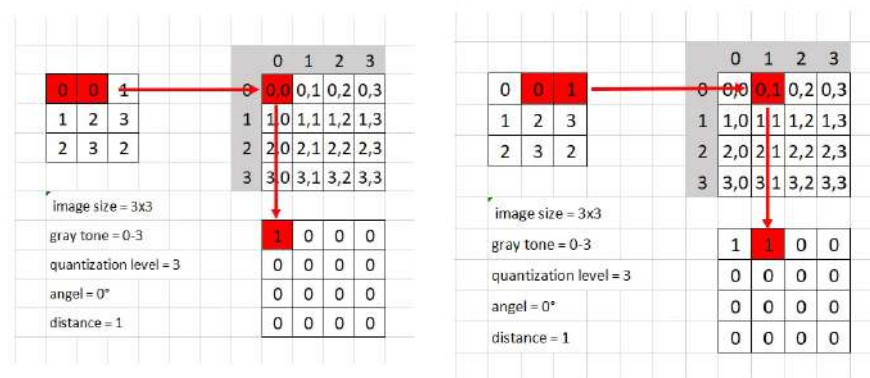 0 1 2 3
0 0 1 0 0,0 0,1 0,2 0,3
1 2 3 1 1,0 1,1 1,2 1,3
2 3 2 2 2,0 2,1 2,2 2,3
3 3,0 3,1 3,2 3,3
image size = 3x3
gray tone = 0-3 1 0 0 0
quantization level = 3 0 0 0 0
angel = 0° 0 0 0 0
distance = 1 0 0 0 0
0 1 2 3
0 0 1 0 0,0 0,1 0,2 0,3
1 2 3 1 1,0 1,1 1,2 1,3
2 3 2 2 2,0 2,1 2,2 2,3
3 3,0 3,1 3,2 3,3
image size = 3x3
gray tone = 0-3 1 1 0 0
quantization level = 3 0 0 0 0
angel = 0° 0 0 0 0
distance = 1 0 0 0 0